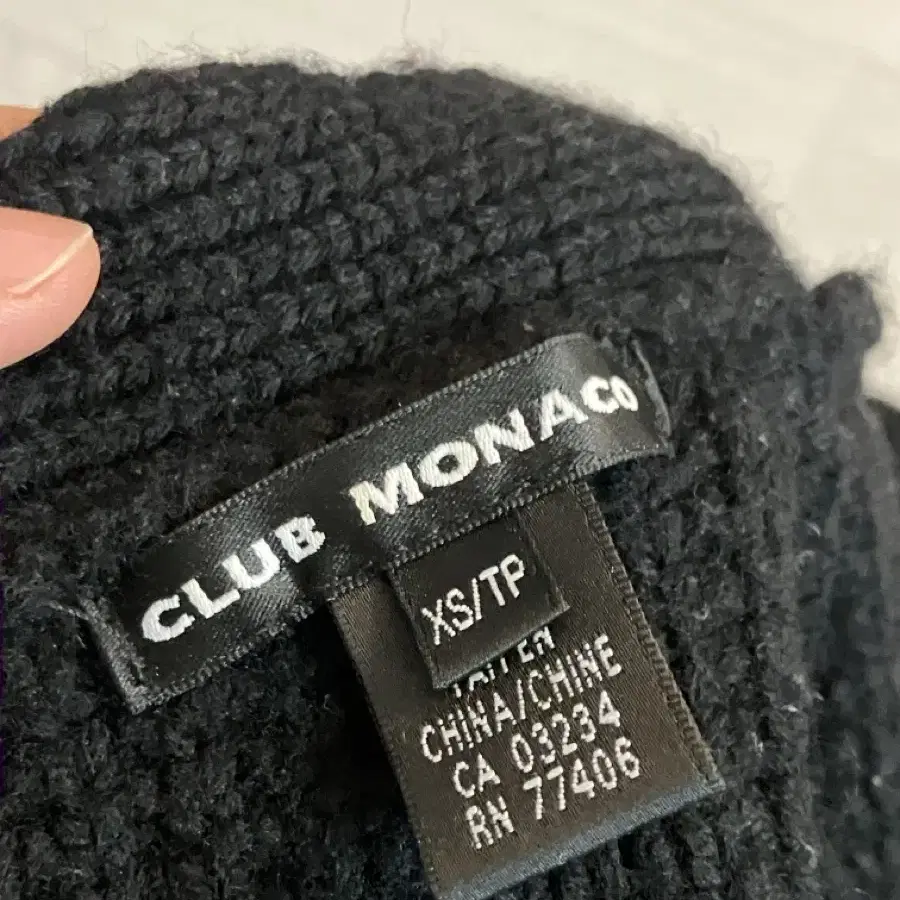 CLUB MONACO
XS/TP
CHINA/CHINE
CA 03234
RN 77406